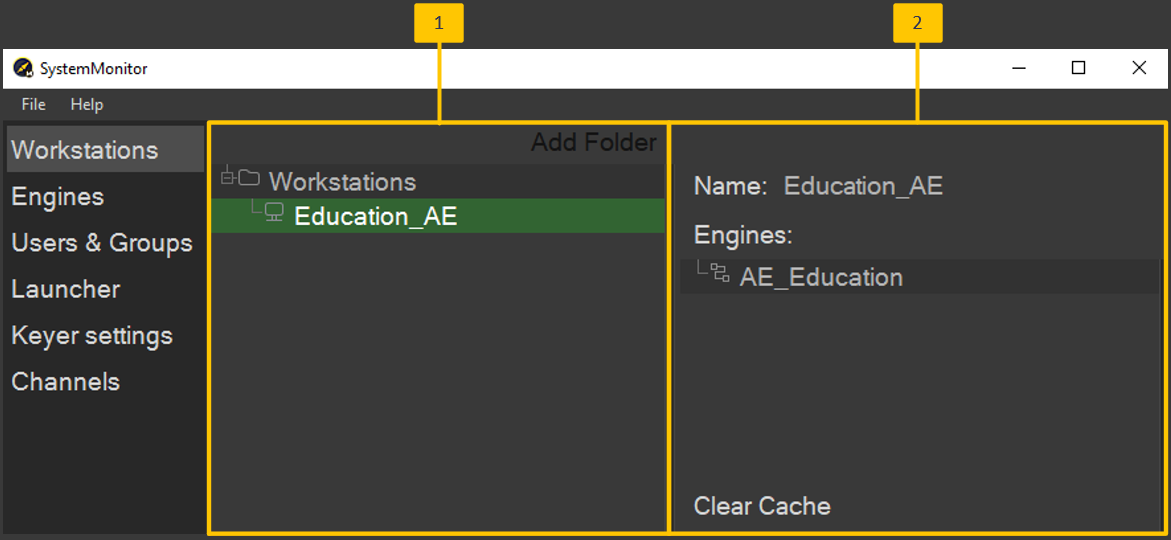 1
2
SystemMonitor
File Help
Workstations
Engines
Users & Groups
Launcher
Keyer settings
Channels
Add Folder
Workstations
Education_AE
Name: Education_AE
Engines:
AE_Education
Clear Cache